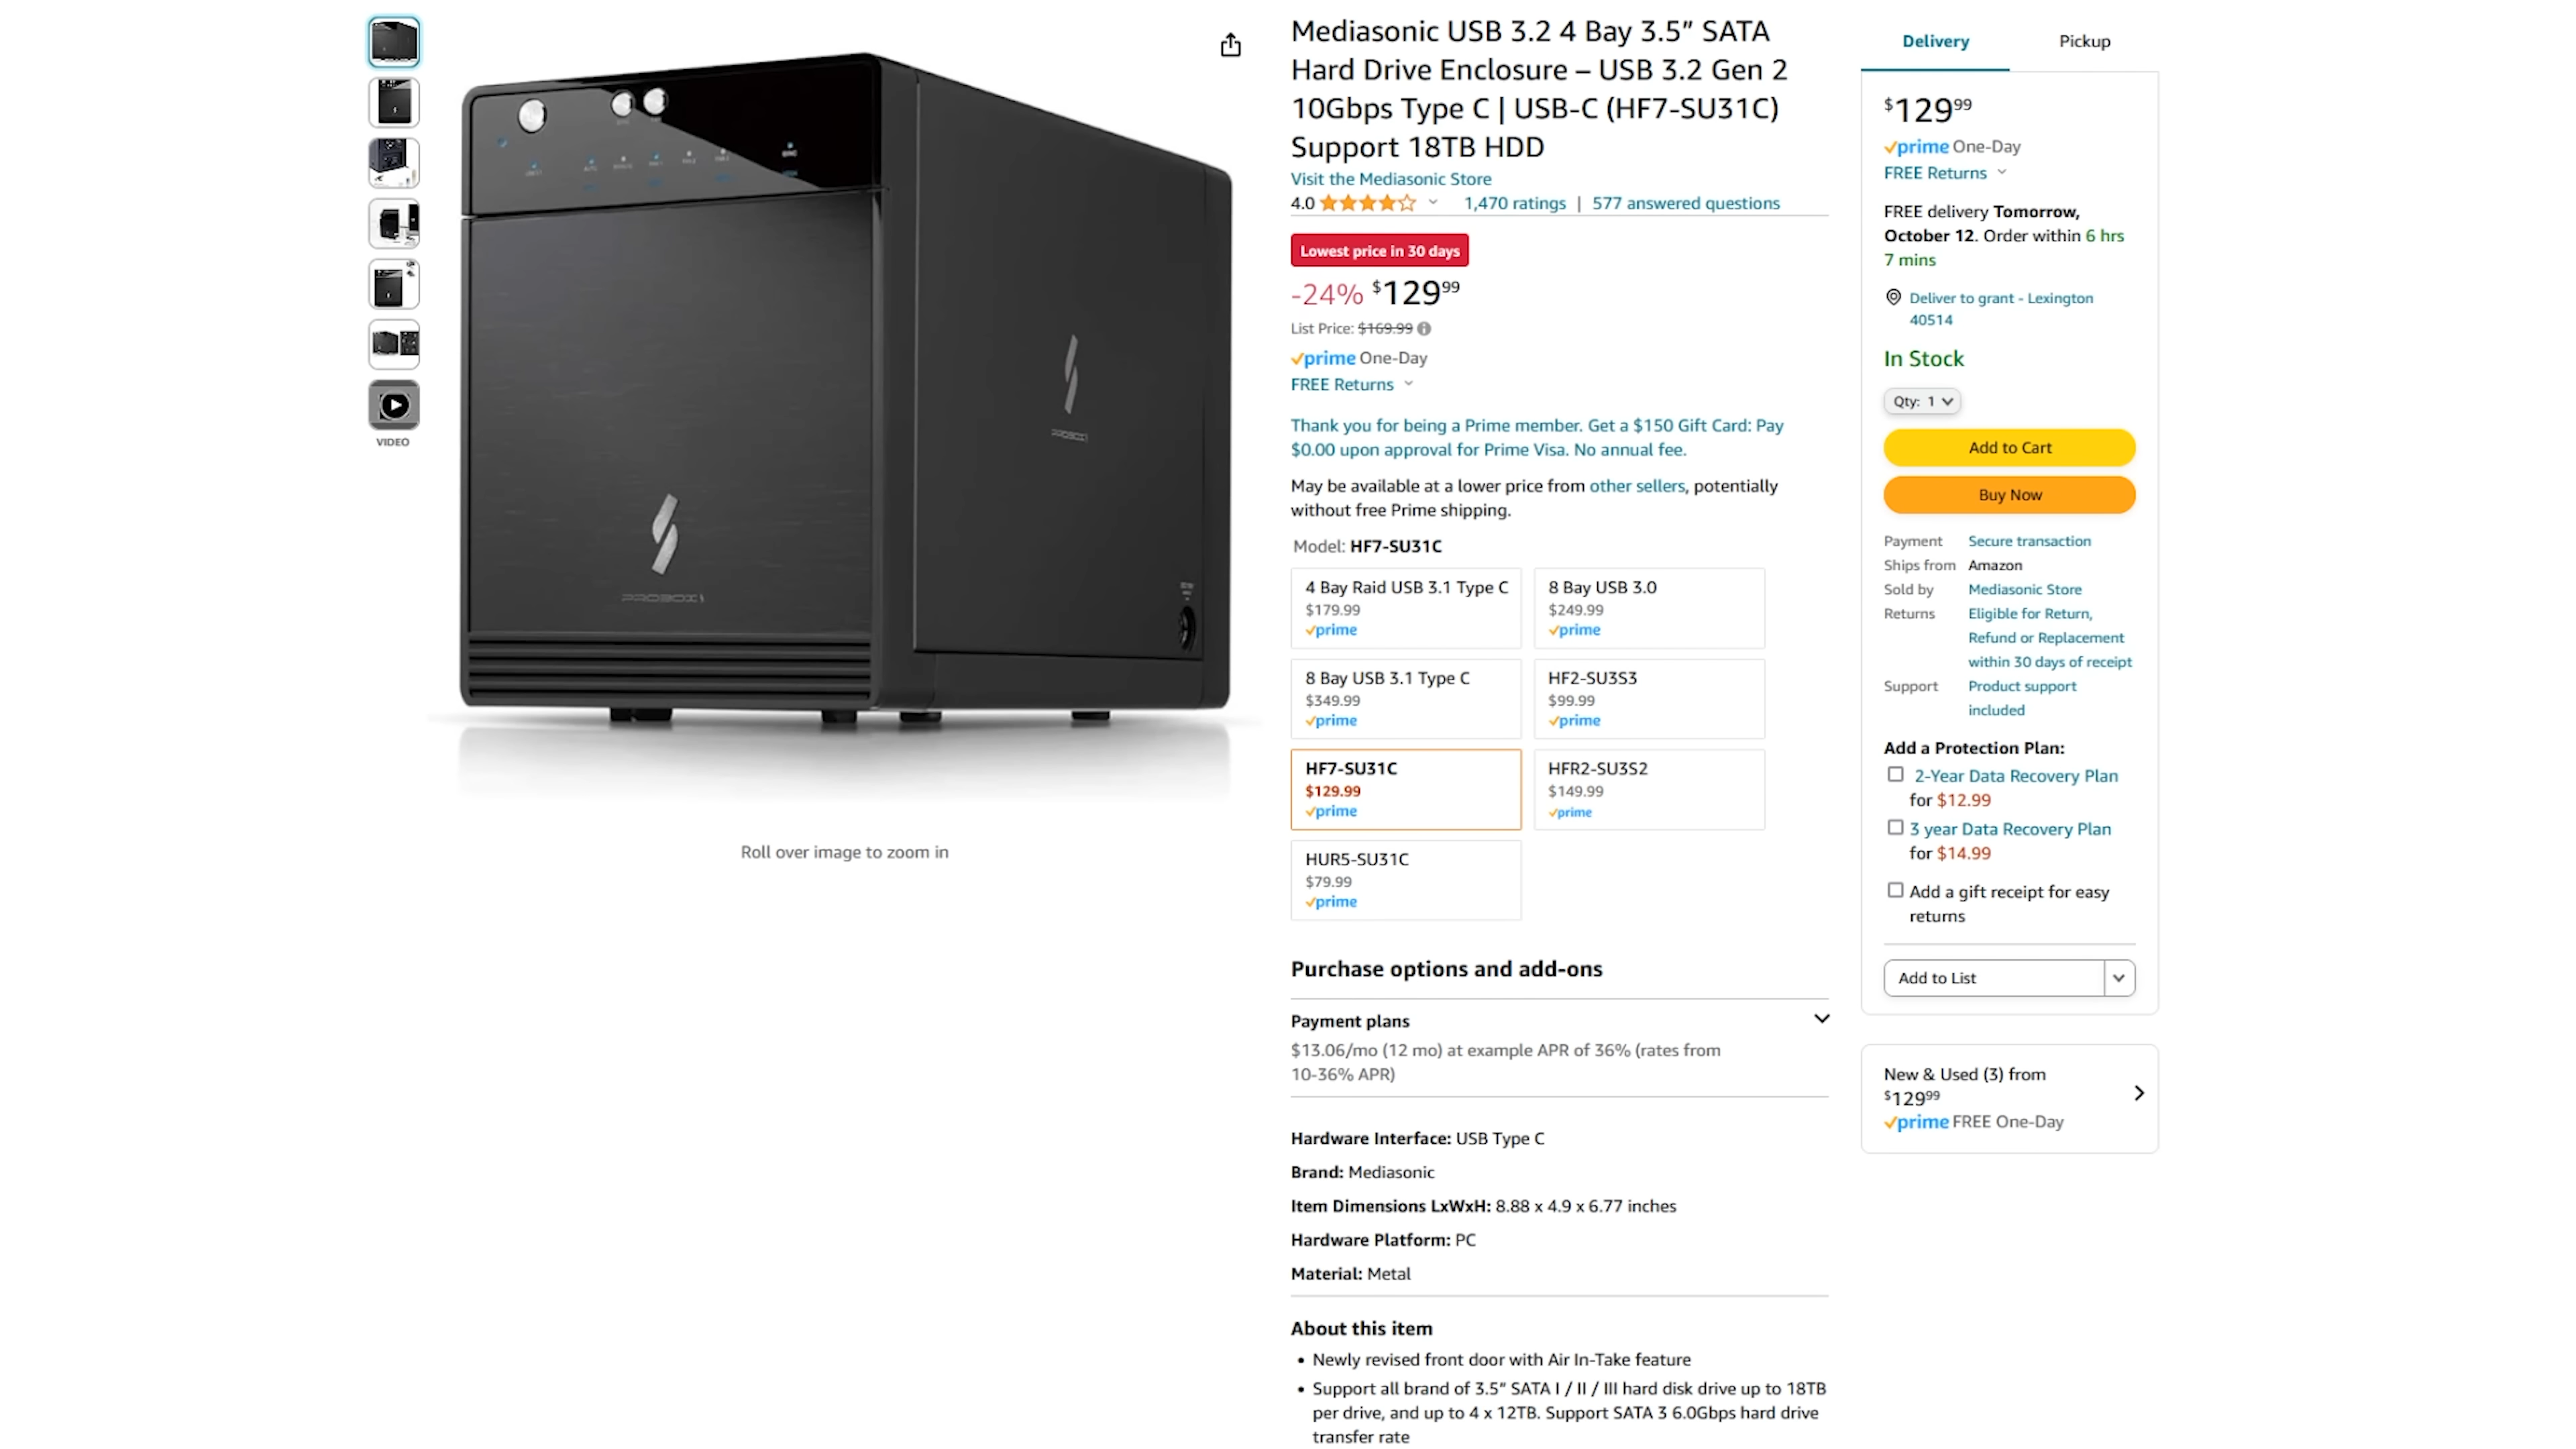 VIDEO
PROBOX
PROBOX
Roll over image to zoom in
Mediasonic USB 3.2 4 Bay 3.5” SATA
Hard Drive Enclosure – USB 3.2 Gen 2
10Gbps Type C | USB-C (HF7-SU31C)
Support 18TB HDD
Visit the Mediasonic Store
4.0 1,470 ratings | 577 answered questions
Lowest price in 30 days
-24% $129.99
List Price: $169.99
prime One-Day
FREE Returns
Thank you for being a Prime member. Get a $150 Gift Card: Pay
$0.00 upon approval for Prime Visa. No annual fee.
May be available at a lower price from other sellers, potentially
without free Prime shipping.
Model: HF7-SU31C
4 Bay Raid USB 3.1 Type C
$179.99
prime
8 Bay USB 3.0
$249.99
prime
8 Bay USB 3.1 Type C
$349.99
prime
HF2-SU3S3
$99.99
prime
HF7-SU31C
$129.99
prime
HFR2-SU3S2
$149.99
prime
HUR5-SU31C
$79.99
prime
Purchase options and add-ons
Payment plans
$13.06/mo (12 mo) at example APR of 36% (rates from
10-36% APR)
Hardware Interface: USB Type C
Brand: Mediasonic
Item Dimensions LxWxH: 8.88 x 4.9 x 6.77 inches
Hardware Platform: PC
Material: Metal
About this item
• Newly revised front door with Air In-Take feature
• Support all brand of 3.5” SATA I / II / III hard disk drive up to 18TB
per drive, and up to 4 x 12TB. Support SATA 3 6.0Gbps hard drive
transfer rate
Delivery
Pickup
$129.99
prime One-Day
FREE Returns
FREE delivery Tomorrow,
October 12. Order within 6 hrs
7 mins
Deliver to grant - Lexington
40514
In Stock
Qty: 1
Add to Cart
Buy Now
Payment Secure transaction
Ships from Amazon
Sold by Mediasonic Store
Returns Eligible for Return,
Refund or Replacement
within 30 days of receipt
Support Product support
included
Add a Protection Plan:
2-Year Data Recovery Plan
for $12.99
3 year Data Recovery Plan
for $14.99
Add a gift receipt for easy
returns
Add to List
New & Used (3) from
$129.99
prime FREE One-Day